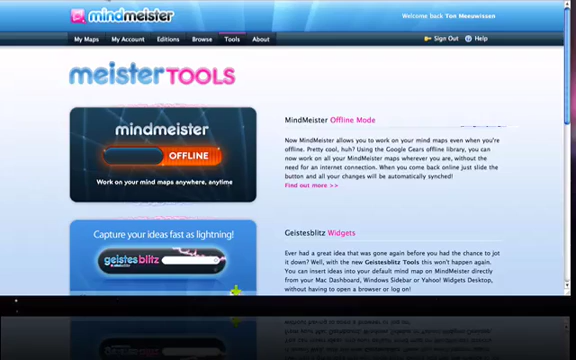 mindmeister
Welcome back Ton Meeuwissen
My Maps My Account Editions Browse Tools About Sign Out Help
meisterTOOLS
mindmeister
OFFLINE
Work on your mind maps anywhere, anytime
MindMeister Offline Mode
Now MindMeister allows you to work on your mind maps even when you're
offline. Pretty cool, huh? Using the Google Gears offline library, you can
now work on all your MindMeister maps wherever you are, without the
need for an internet connection. When you come back online just slide the
button and all your changes will be automatically synched!
Find out more >>
Capture your ideas fast as lightning!
geistesblitz
Geistesblitz Widgets
Ever had a great idea that was gone again before you had the chance to jot
it down? Well, with the new Geistesblitz Tools this won't happen again.
You can insert ideas into your default mind map on MindMeister directly
from your Mac Dashboard, Windows Sidebar or Yahoo! Widgets Desktop,
without having to open a browser or log on!